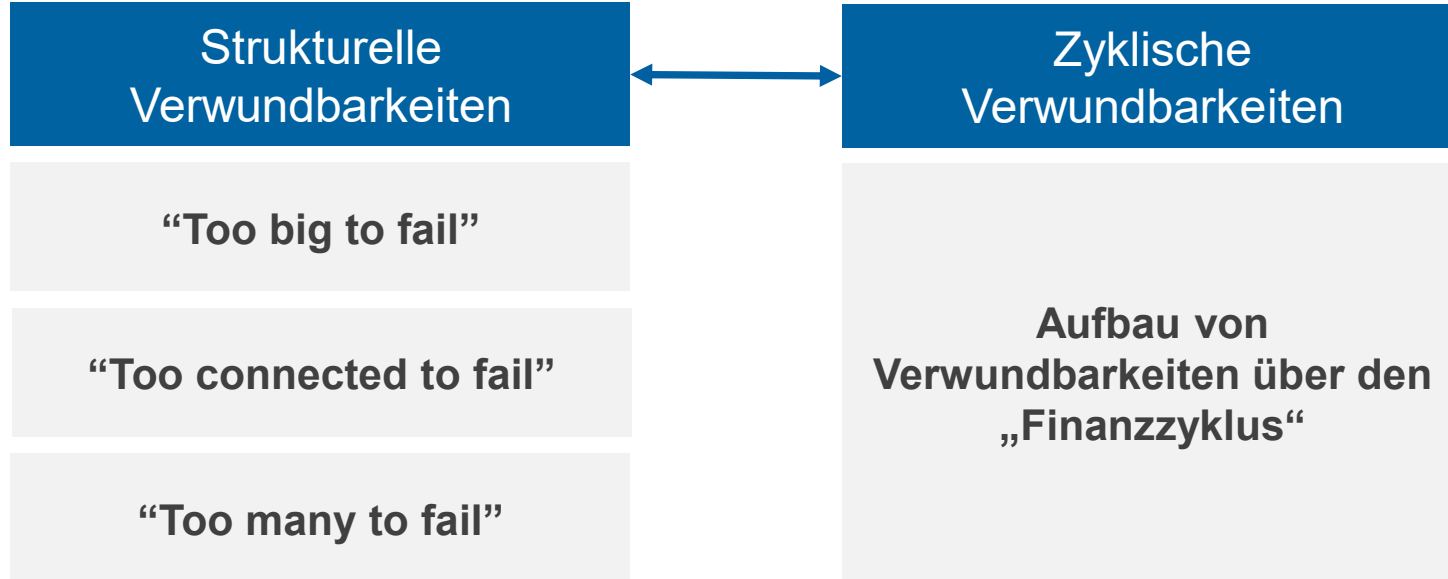 Strukturelle
Verwundbarkeiten
Zyklische
Verwundbarkeiten
“Too big to fail”
“Too connected to fail”
“Too many to fail”
Aufbau von
Verwundbarkeiten über den
„Finanzzyklus“